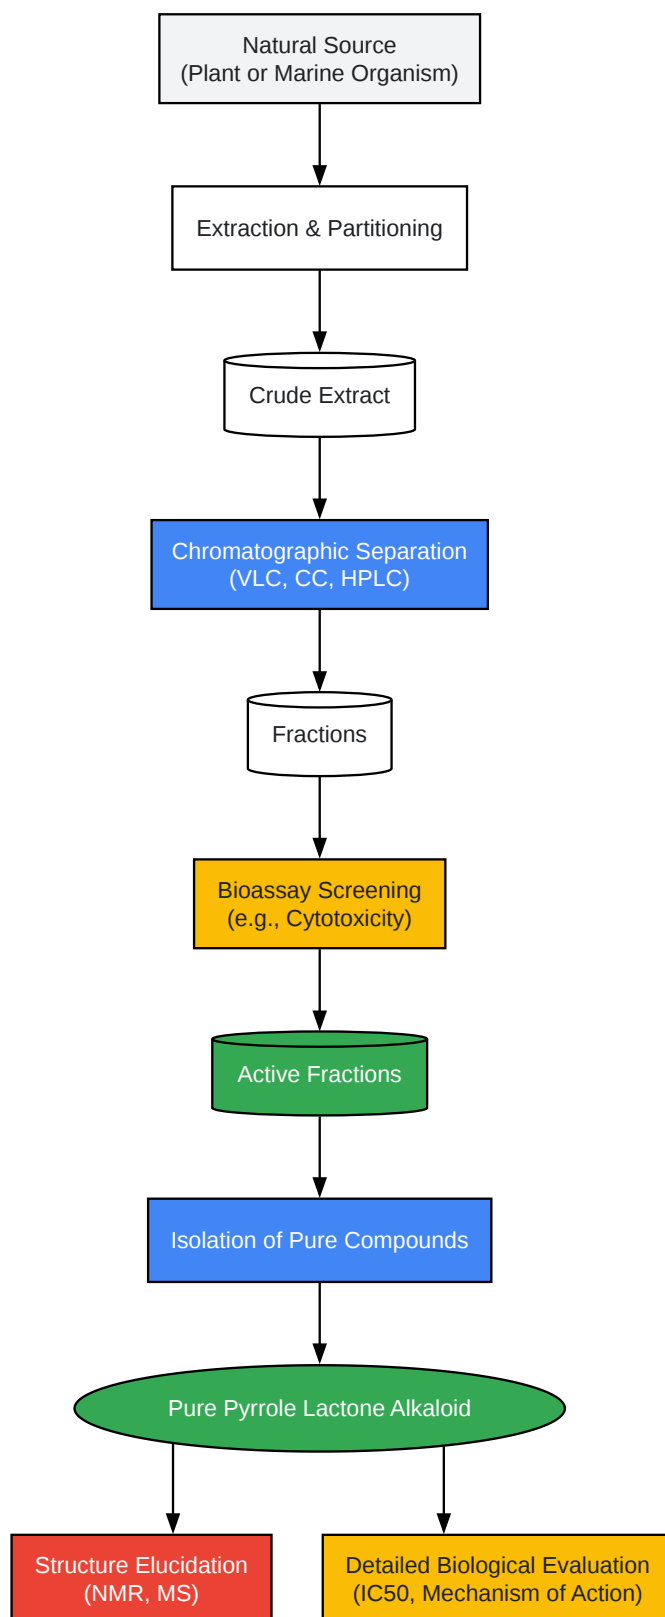 Natural Source
(Plant or Marine Organism)
Extraction & Partitioning
Crude Extract
Chromatographic Separation
(VLC, CC, HPLC)
Fractions
Bioassay Screening
(e.g., Cytotoxicity)
Active Fractions
Isolation of Pure Compounds
Pure Pyrrole Lactone Alkaloid
Structure Elucidation
(NMR, MS)
Detailed Biological Evaluation
(IC50, Mechanism of Action)